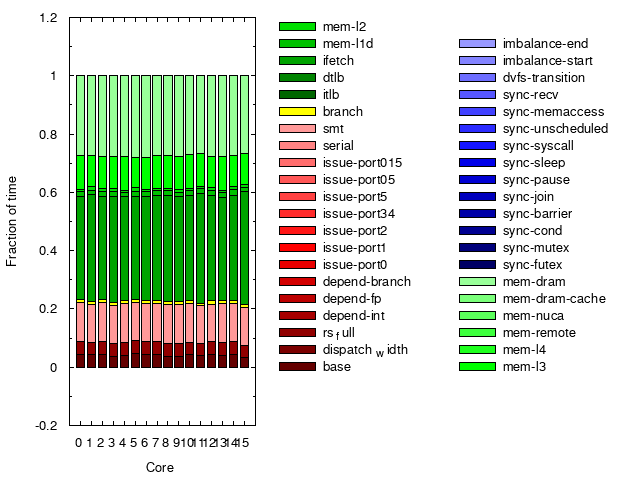 1.2
1
0.8
0.6
0.4
0.2
0
-0.2
Fraction of time
0 1 2 3 4 5 6 7 8 9 10 11 12 13 14 15
Core
mem-l2
mem-l1d
ifetch
dtlb
itlb
branch
smt
serial
issue-port015
issue-port05
issue-port5
issue-port34
issue-port2
issue-port1
issue-port0
depend-branch
depend-fp
depend-int
rsfull
dispatchwidth
base
imbalance-end
imbalance-start
dvfs-transition
sync-recv
sync-memaccess
sync-unscheduled
sync-syscall
sync-sleep
sync-pause
sync-join
sync-barrier
sync-cond
sync-mutex
sync-futex
mem-dram
mem-dram-cache
mem-nuca
mem-remote
mem-l4
mem-l3